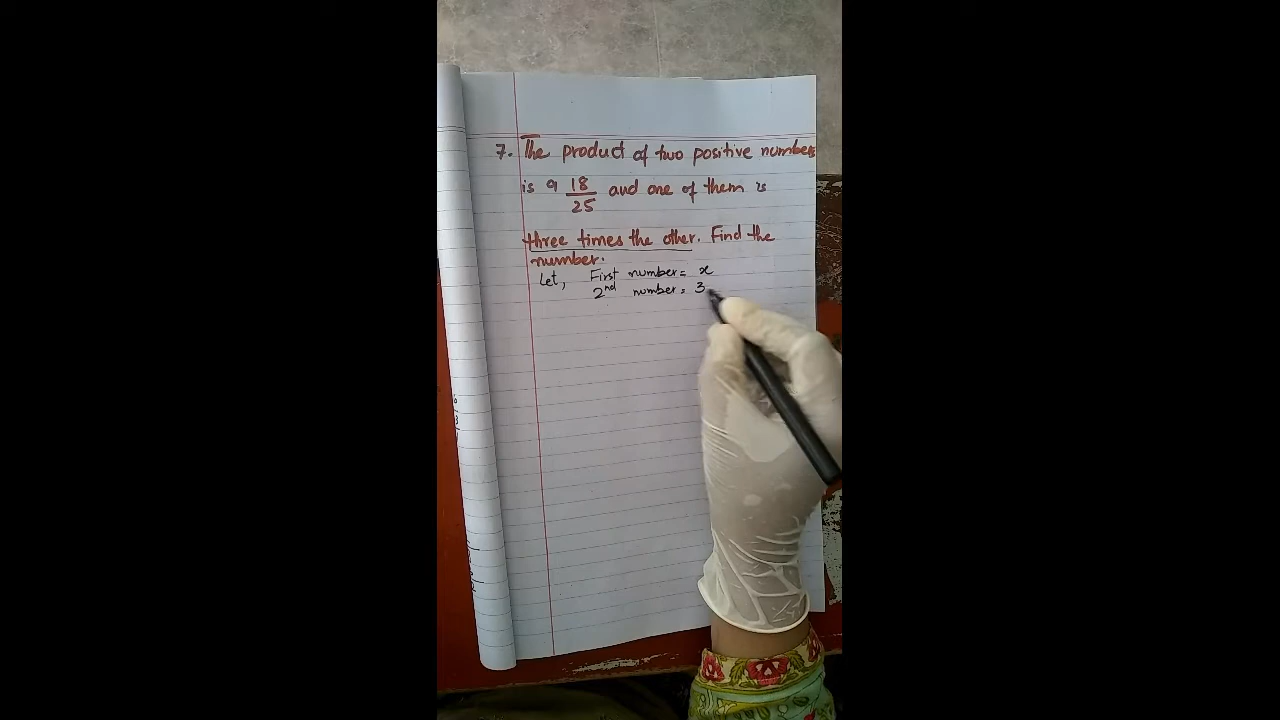 7. The product of two positive numbers
is 9 18/25 and one of them is
three times the other. Find the
number.
Let, First number = x
2nd number = 3